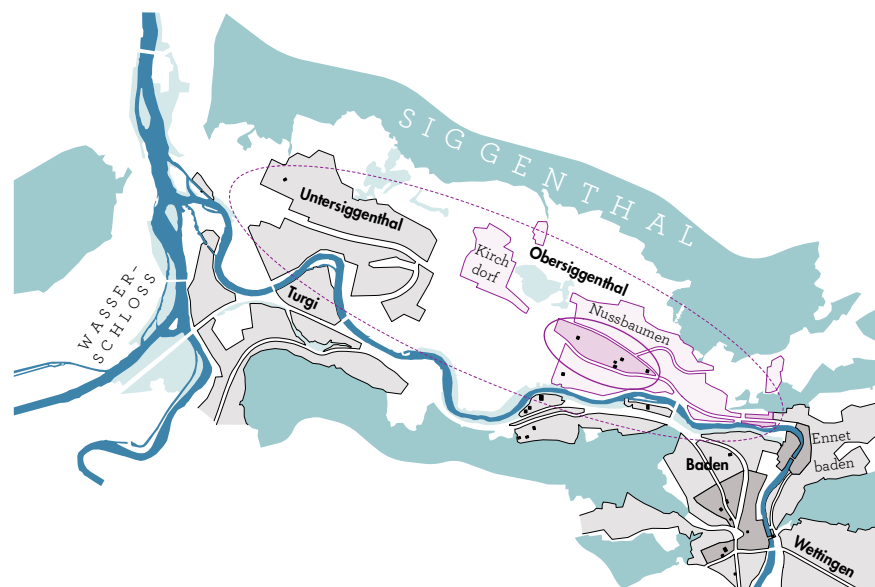 SIGGENTHAL
Untersiggenthal
Kirch
dorf
Obersiggenthal
WASSER-
SCHLOSS
Turgi
Nussbaumen
Ennet
baden
Baden
Wettingen